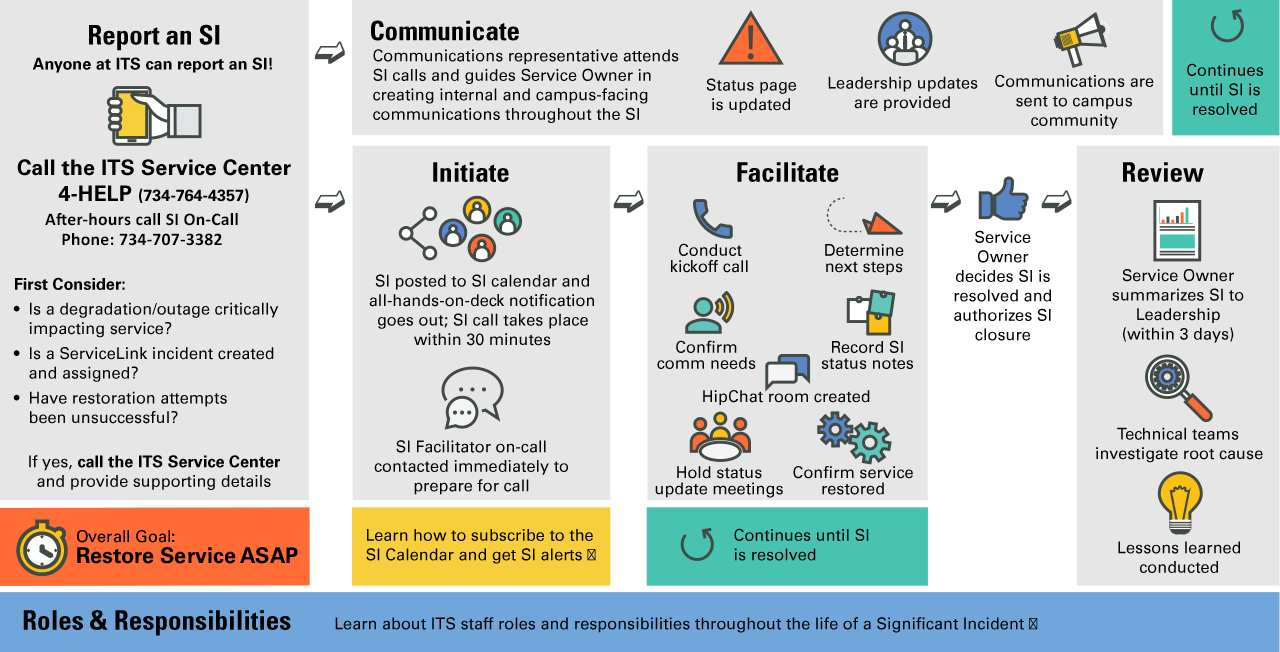 Report an SI
Anyone at ITS can report an SI!
Call the ITS Service Center
4-HELP (734-764-4357)
After-hours call SI On-Call
Phone: 734-707-3382
First Consider:
• Is a degradation/outage critically
impacting service?
• Is a ServiceLink incident created
and assigned?
• Have restoration attempts
been unsuccessful?
If yes, call the ITS Service Center
and provide supporting details
Overall Goal:
Restore Service ASAP
Communicate
Communications representative attends
SI calls and guides Service Owner in
creating internal and campus-facing
communications throughout the SI
Status page
is updated
Leadership updates
are provided
Communications are
sent to campus
community
Continues
until SI is
resolved
Initiate
SI posted to SI calendar and
all-hands-on-deck notification
goes out; SI call takes place
within 30 minutes
SI Facilitator on-call
contacted immediately to
prepare for call
Learn how to subscribe to the
SI Calendar and get SI alerts
Facilitate
Conduct
kickoff call
Determine
next steps
Confirm
comm needs
Record SI
status notes
HipChat room created
Hold status
update meetings
Confirm service
restored
Continues until SI
is resolved
Service
Owner
decides SI is
resolved and
authorizes SI
closure
Review
Service Owner
summarizes SI to
Leadership
(within 3 days)
Technical teams
investigate root cause
Lessons learned
conducted
Roles & Responsibilities
Learn about ITS staff roles and responsibilities throughout the life of a Significant Incident